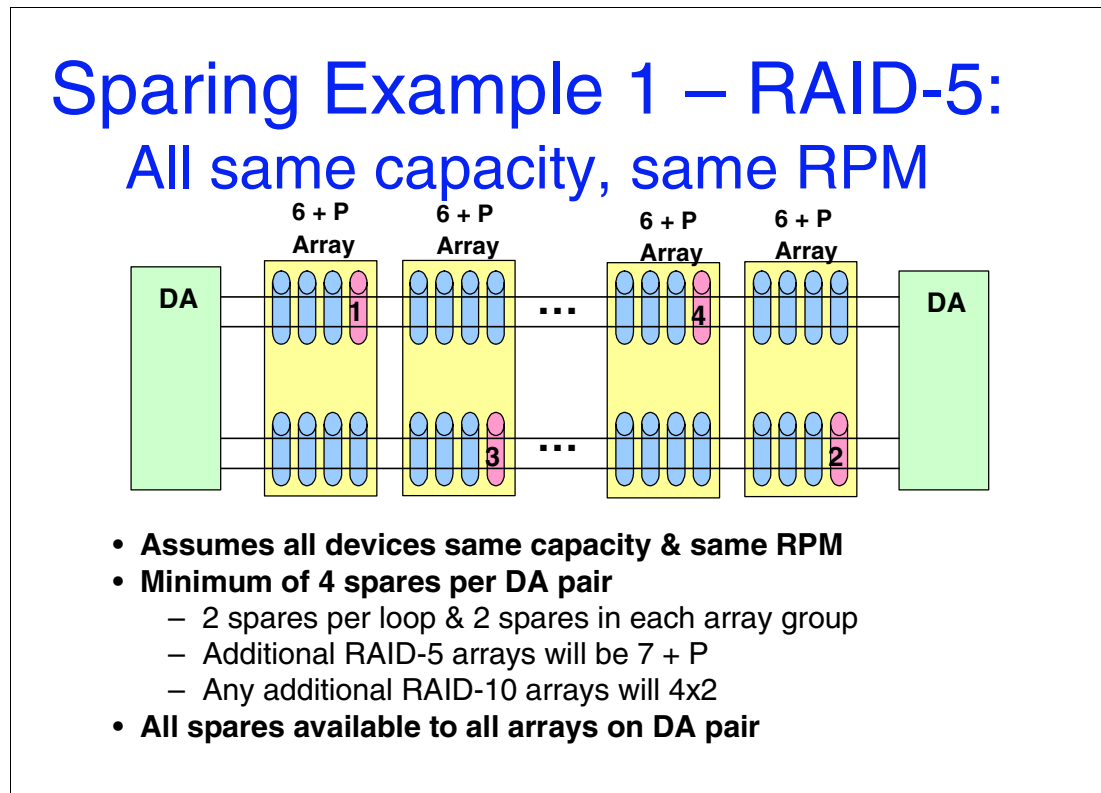 Sparing Example 1 – RAID-5:
All same capacity, same RPM
6 + P
Array
6 + P
Array
6 + P
Array
6 + P
Array
DA
1
...
4
DA
3
...
2
• Assumes all devices same capacity & same RPM
• Minimum of 4 spares per DA pair
– 2 spares per loop & 2 spares in each array group
– Additional RAID-5 arrays will be 7 + P
– Any additional RAID-10 arrays will 4x2
• All spares available to all arrays on DA pair